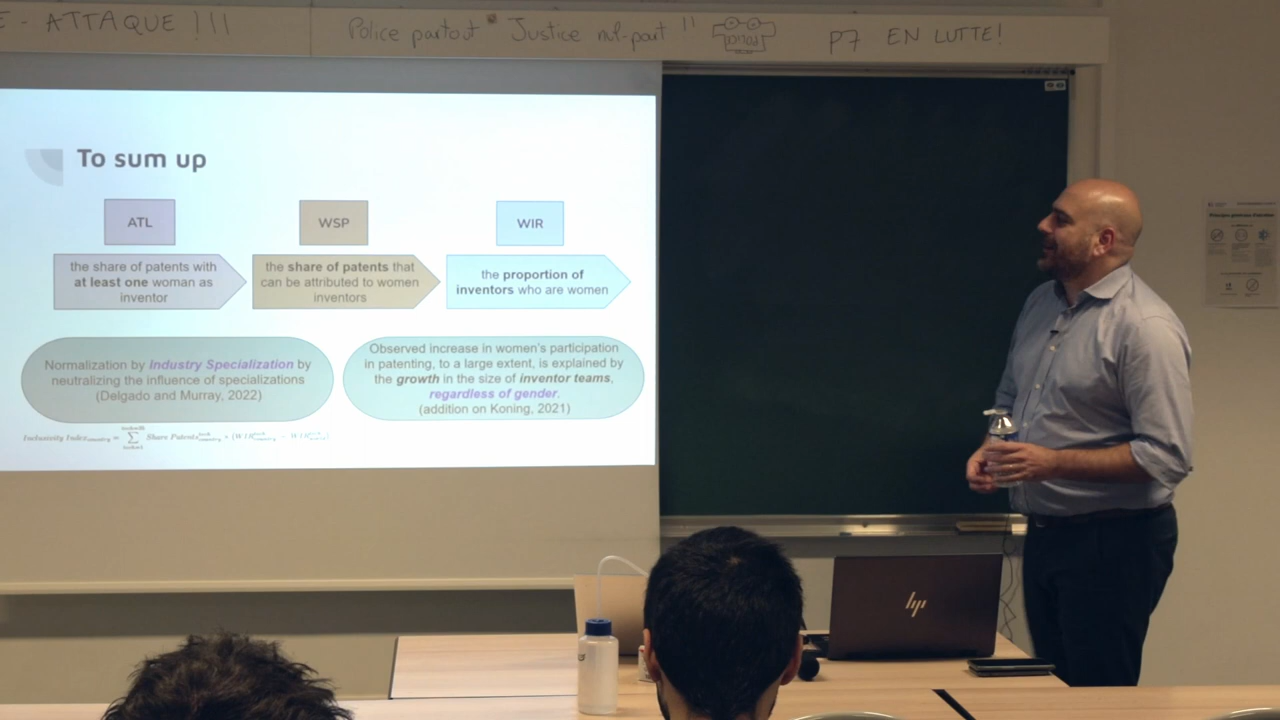 E - ATTAQUE !!!
Police partout Justice nul-part !!
P7 EN LUTTE!
To sum up
ATL
the share of patents with
at least one woman as
inventor
WSP
the share of patents that
can be attributed to women
inventors
WIR
the proportion of
inventors who are women
Normalization by Industry Specialization by
neutralizing the influence of specializations
(Delgado and Murray, 2022)
Observed increase in women's participation
in patenting, to a large extent, is explained by
the growth in the size of inventor teams,
regardless of gender.
(addition on Koning, 2021)
Inclusivity Index = Σ Share Patents
hp